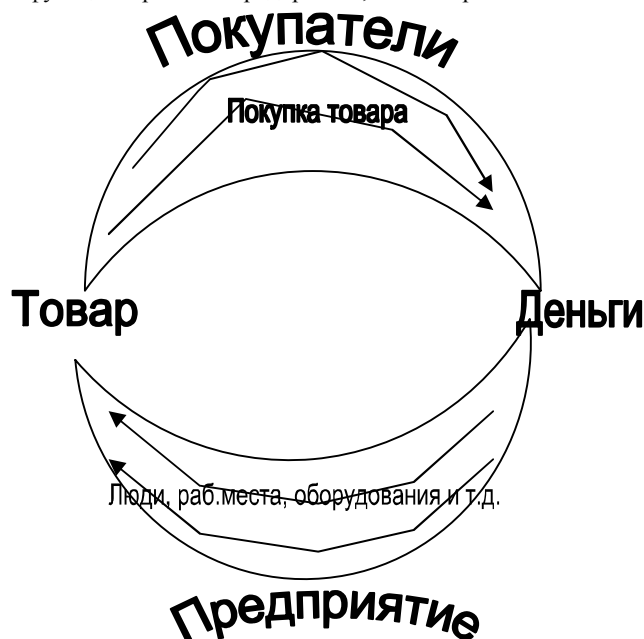 Покупатели
Покупка товара
Товар
Деньги
Люди, раб.места, оборудования и т.д.
Предприятие